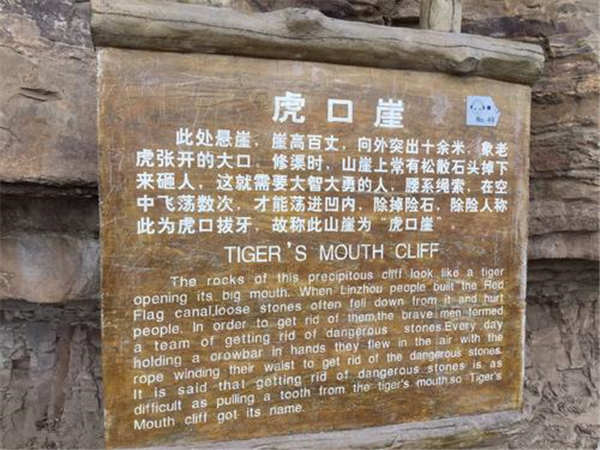 虎口崖
No. 49
此处悬崖，崖高百丈，向外突出十余米，象老
虎张开的大口，修渠时，山崖上常有松散石头掉下
来砸人，这就需要大智大勇的人，腰系绳索，在空
中飞荡数次，才能荡进凹内，除掉险石，除险人称
此为虎口拔牙，故称此山崖为“虎口崖”
TIGER'S MOUTH CLIFF
The rocks of this precipitous cliff look like a tiger
opening its big mouth. When Linzhou people built the Red
Flag canal,loose stones often fell down from it and hurt
people. In order to get rid of them,the brave men formed
a team of getting rid of dangerous stones.Every day
holding a crowbar in hands they flew in the air with the
rope winding their waist to get rid of the dangerous stones.
It is said that getting rid of dangerous stones is as
difficult as pulling a tooth from the tiger's mouth.so Tiger's
Mouth cliff got its name.